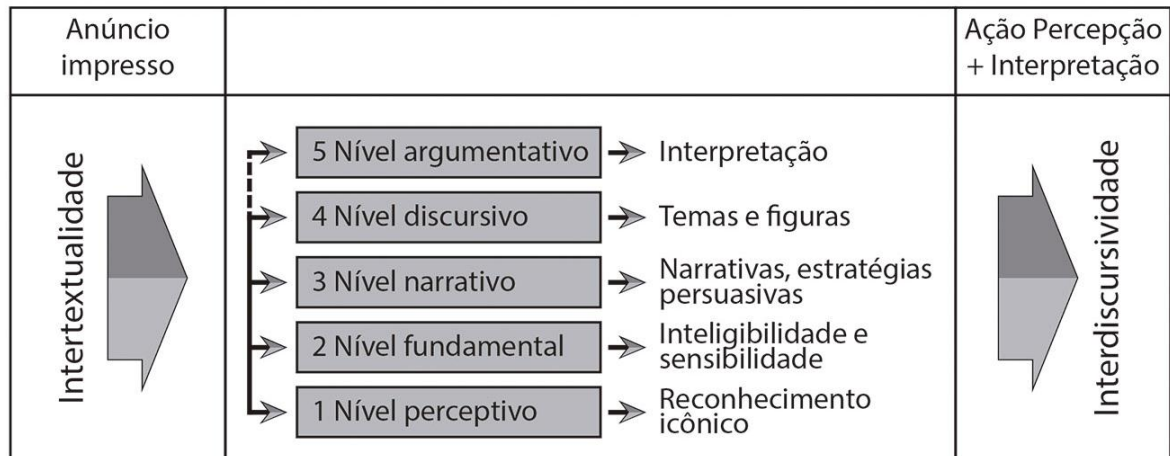 Anúncio
impresso
Ação Percepção
+ Interpretação
Intertextualidade
5 Nível argumentativo
Interpretação
4 Nível discursivo
Temas e figuras
3 Nível narrativo
Narrativas, estratégias
persuasivas
2 Nível fundamental
Inteligibilidade e
sensibilidade
1 Nível perceptivo
Reconhecimento
icônico
Interdiscursividade